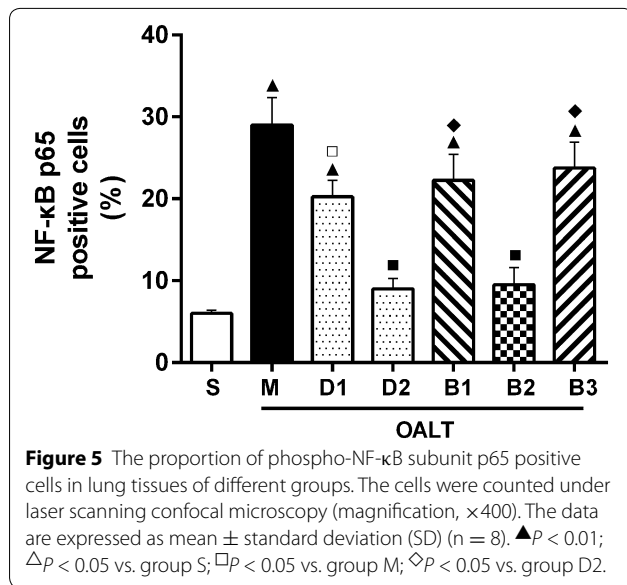 40
30
20
10
0
NF-κB p65
positive cells
(%)
▲
▲
□
▲
■
◆
▲
■
◆
▲
S M D1 D2 B1 B2 B3
OALT
Figure 5 The proportion of phospho-NF-κB subunit p65 positive
cells in lung tissues of different groups. The cells were counted under
laser scanning confocal microscopy (magnification, ×400). The data
are expressed as mean ± standard deviation (SD) (n = 8). ▲P < 0.01;
△P < 0.05 vs. group S; □P < 0.05 vs. group M; ◇P < 0.05 vs. group D2.